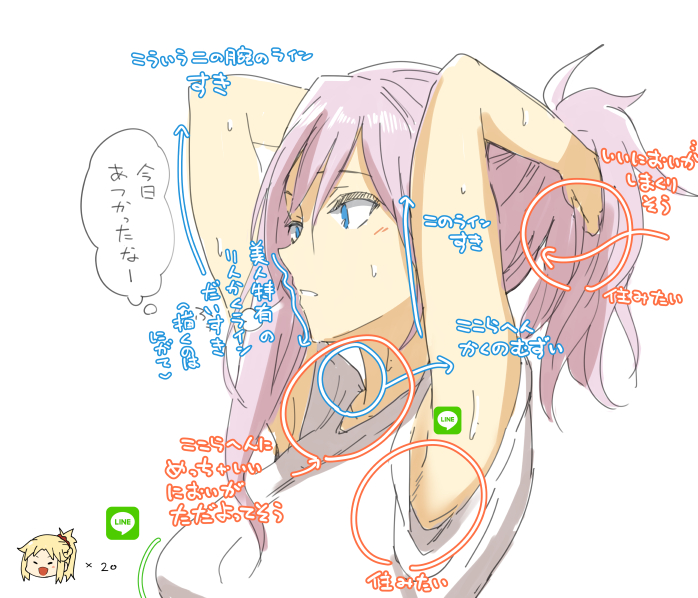 こういう二の腕のライン
すき
今日
あつかったなー
いいにおいが
しまくり
そう
住みたい
このライン
すき
美人特有の
りんかくライン
だいすき
(描くのは
にがて)
ここらへん
かくのむずい
ここらへんに
めっちゃいい
においが
ただよってそう
LINE
LINE
住みたい
× 20